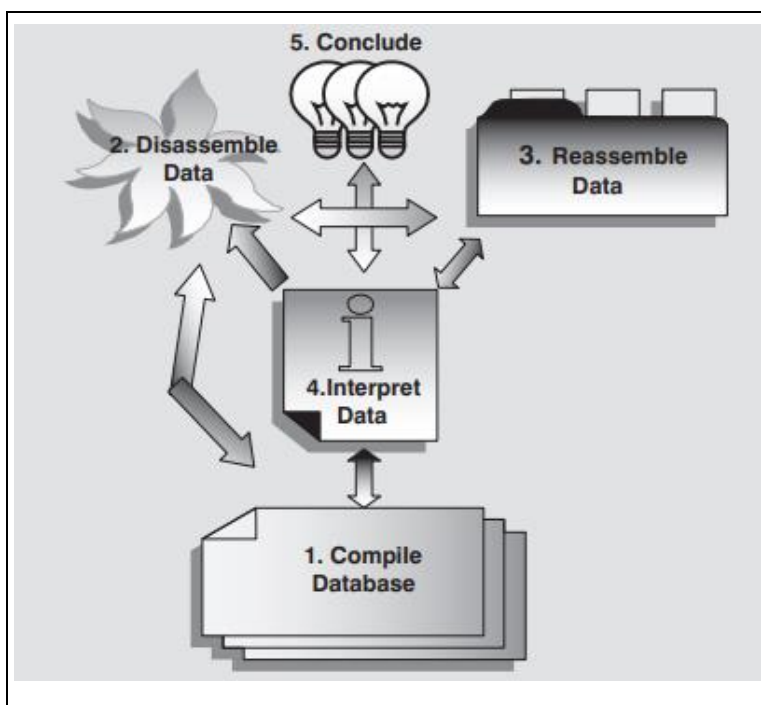 5. Conclude
2. Disassemble
Data
3. Reassemble
Data
4.Interpret
Data
1. Compile
Database